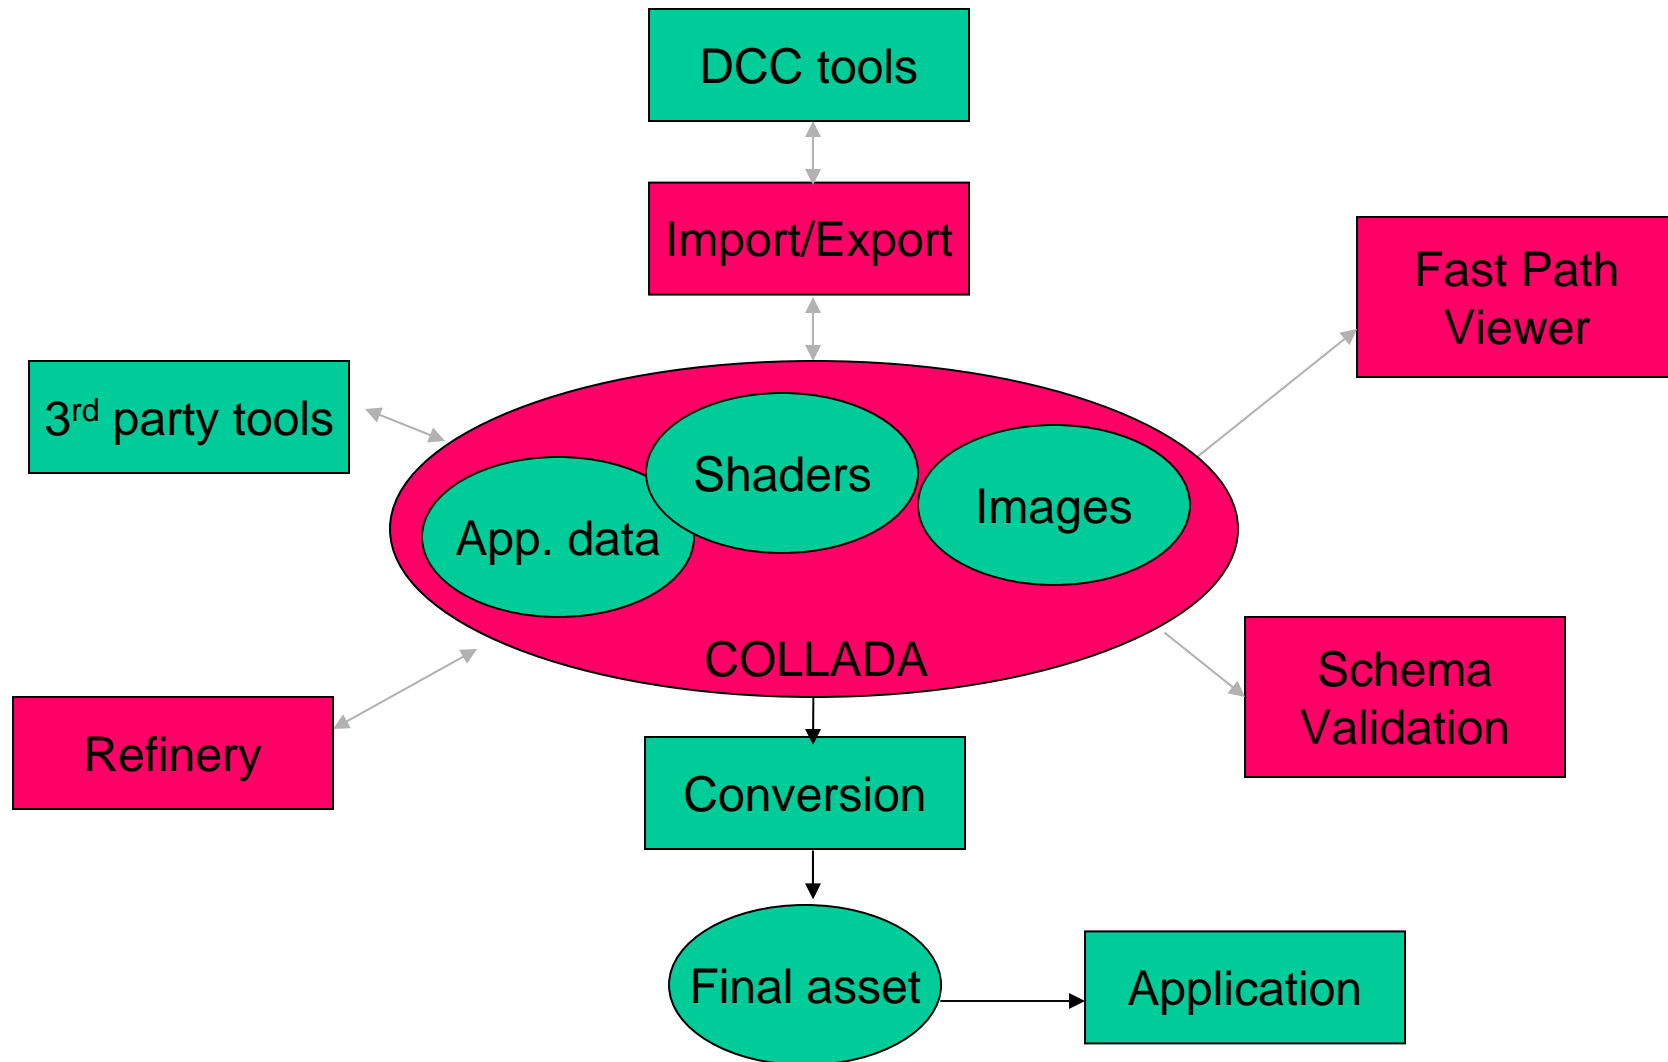 DCC tools
Import/Export
Fast Path
Viewer
3rd party tools
Shaders
Images
App. data
COLLADA
Schema
Validation
Refinery
Conversion
Final asset
Application